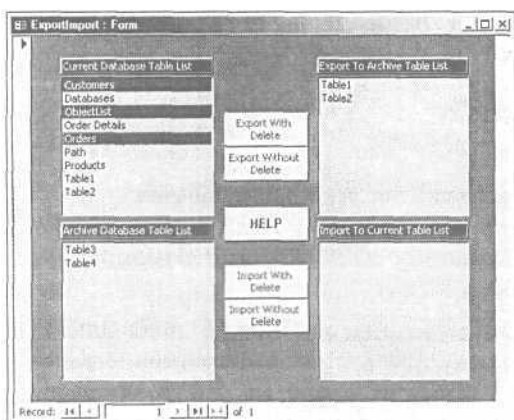 ExportImport : Form
Current Database Table List
Customers
Databases
ObjectList
Order Details
Orders
Path
Products
Table1
Table2
Export With
Delete
Export Without
Delete
HELP
Export To Archive Table List
Table1
Table2
Archive Database Table List
Table3
Table4
Import With
Delete
Import Without
Delete
Import To Current Table List
Record: 1 of 1